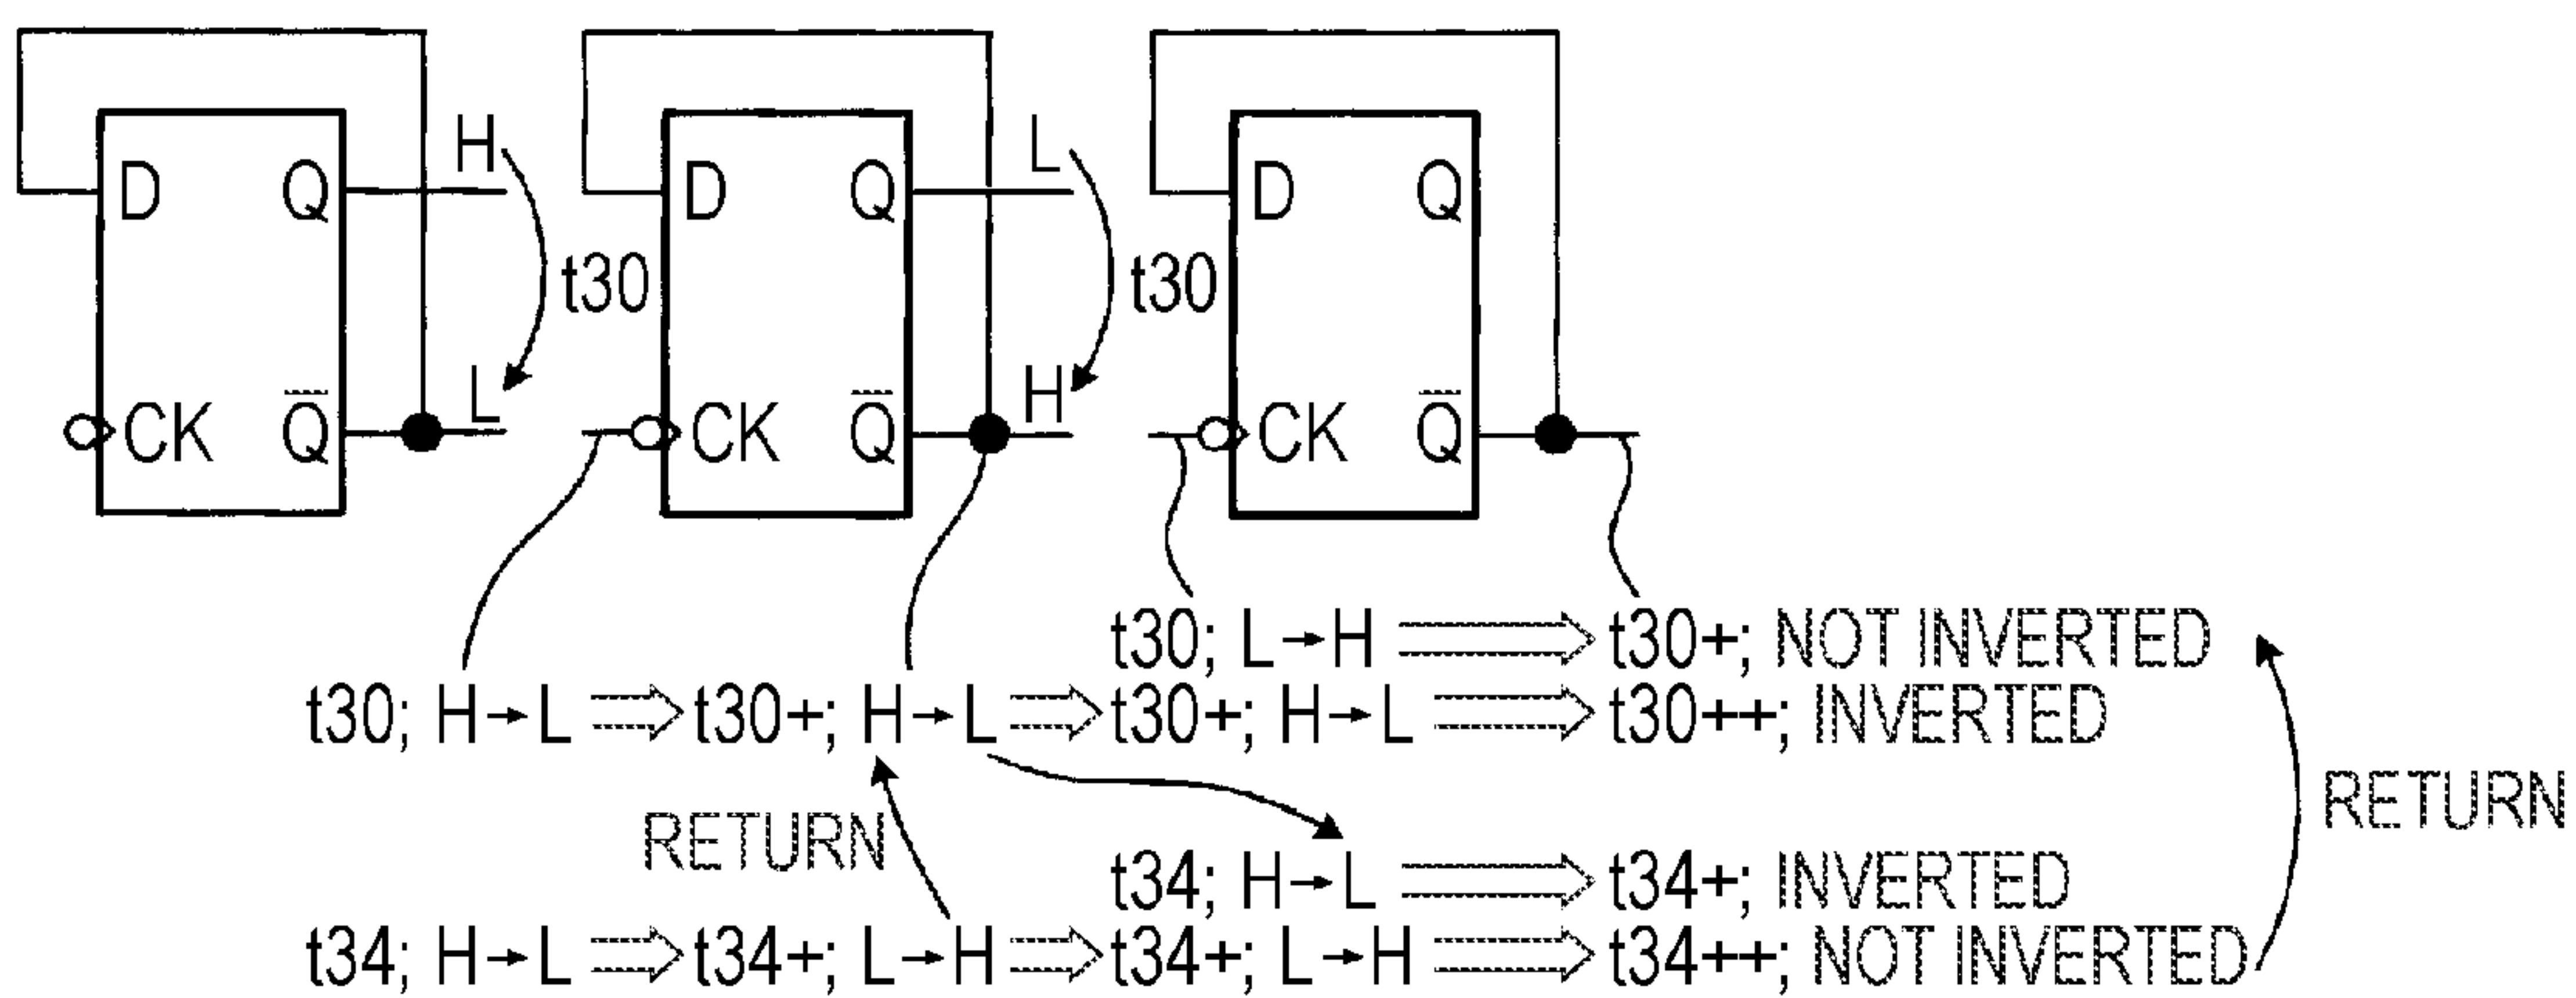 H L
D Q D Q D Q
t30 t30
L H
CK Q̅ CK Q̅ CK Q̅
t30; L→H ⇒ t30+; NOT INVERTED
t30; H→L ⇒ t30+; H→L ⇒ t30+; H→L ⇒ t30++; INVERTED
RETURN RETURN
t34; H→L ⇒ t34+; INVERTED
t34; H→L ⇒ t34+; L→H ⇒ t34+; L→H ⇒ t34++; NOT INVERTED